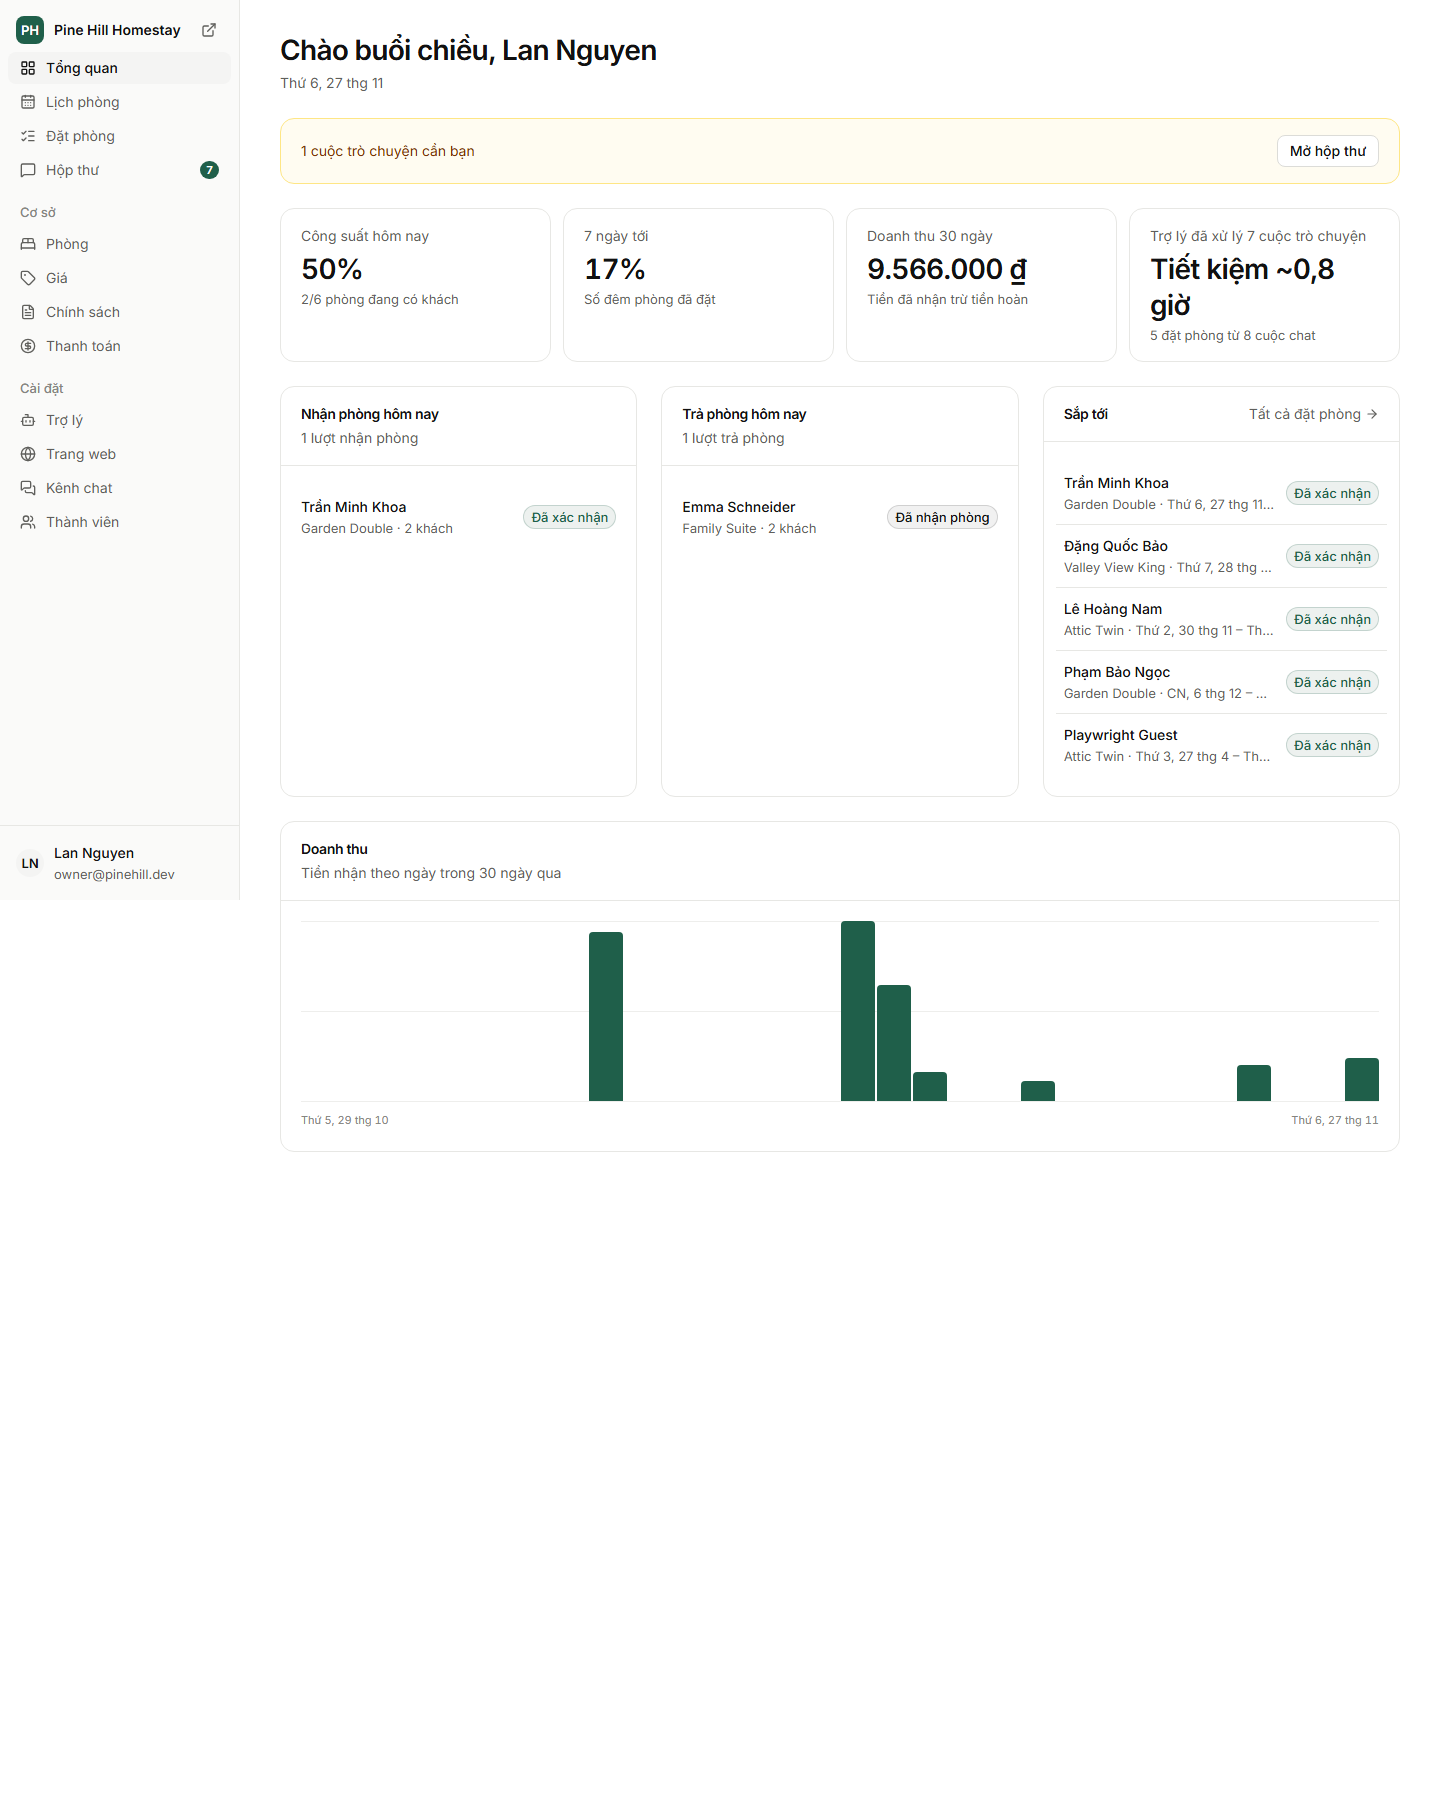 PH Pine Hill Homestay
Tổng quan
Lịch phòng
Đặt phòng
Hộp thư 7
Cơ sở
Phòng
Giá
Chính sách
Thanh toán
Cài đặt
Trợ lý
Trang web
Kênh chat
Thành viên
LN
Lan Nguyen
owner@pinehill.dev
Chào buổi chiều, Lan Nguyen
Thứ 6, 27 thg 11
1 cuộc trò chuyện cần bạn
Mở hộp thư
Công suất hôm nay
50%
2/6 phòng đang có khách
7 ngày tới
17%
Số đêm phòng đã đặt
Doanh thu 30 ngày
9.566.000 ₫
Tiền đã nhận trừ tiền hoàn
Trợ lý đã xử lý 7 cuộc trò chuyện
Tiết kiệm ~0,8
giờ
5 đặt phòng từ 8 cuộc chat
Nhận phòng hôm nay
1 lượt nhận phòng
Trần Minh Khoa
Garden Double · 2 khách
Đã xác nhận
Trả phòng hôm nay
1 lượt trả phòng
Emma Schneider
Family Suite · 2 khách
Đã nhận phòng
Sắp tới
Tất cả đặt phòng →
Trần Minh Khoa
Garden Double · Thứ 6, 27 thg 11...
Đã xác nhận
Đặng Quốc Bảo
Valley View King · Thứ 7, 28 thg ...
Đã xác nhận
Lê Hoàng Nam
Attic Twin · Thứ 2, 30 thg 11 – Th...
Đã xác nhận
Phạm Bảo Ngọc
Garden Double · CN, 6 thg 12 – ...
Đã xác nhận
Playwright Guest
Attic Twin · Thứ 3, 27 thg 4 – Th...
Đã xác nhận
Doanh thu
Tiền nhận theo ngày trong 30 ngày qua
Thứ 5, 29 thg 10
Thứ 6, 27 thg 11